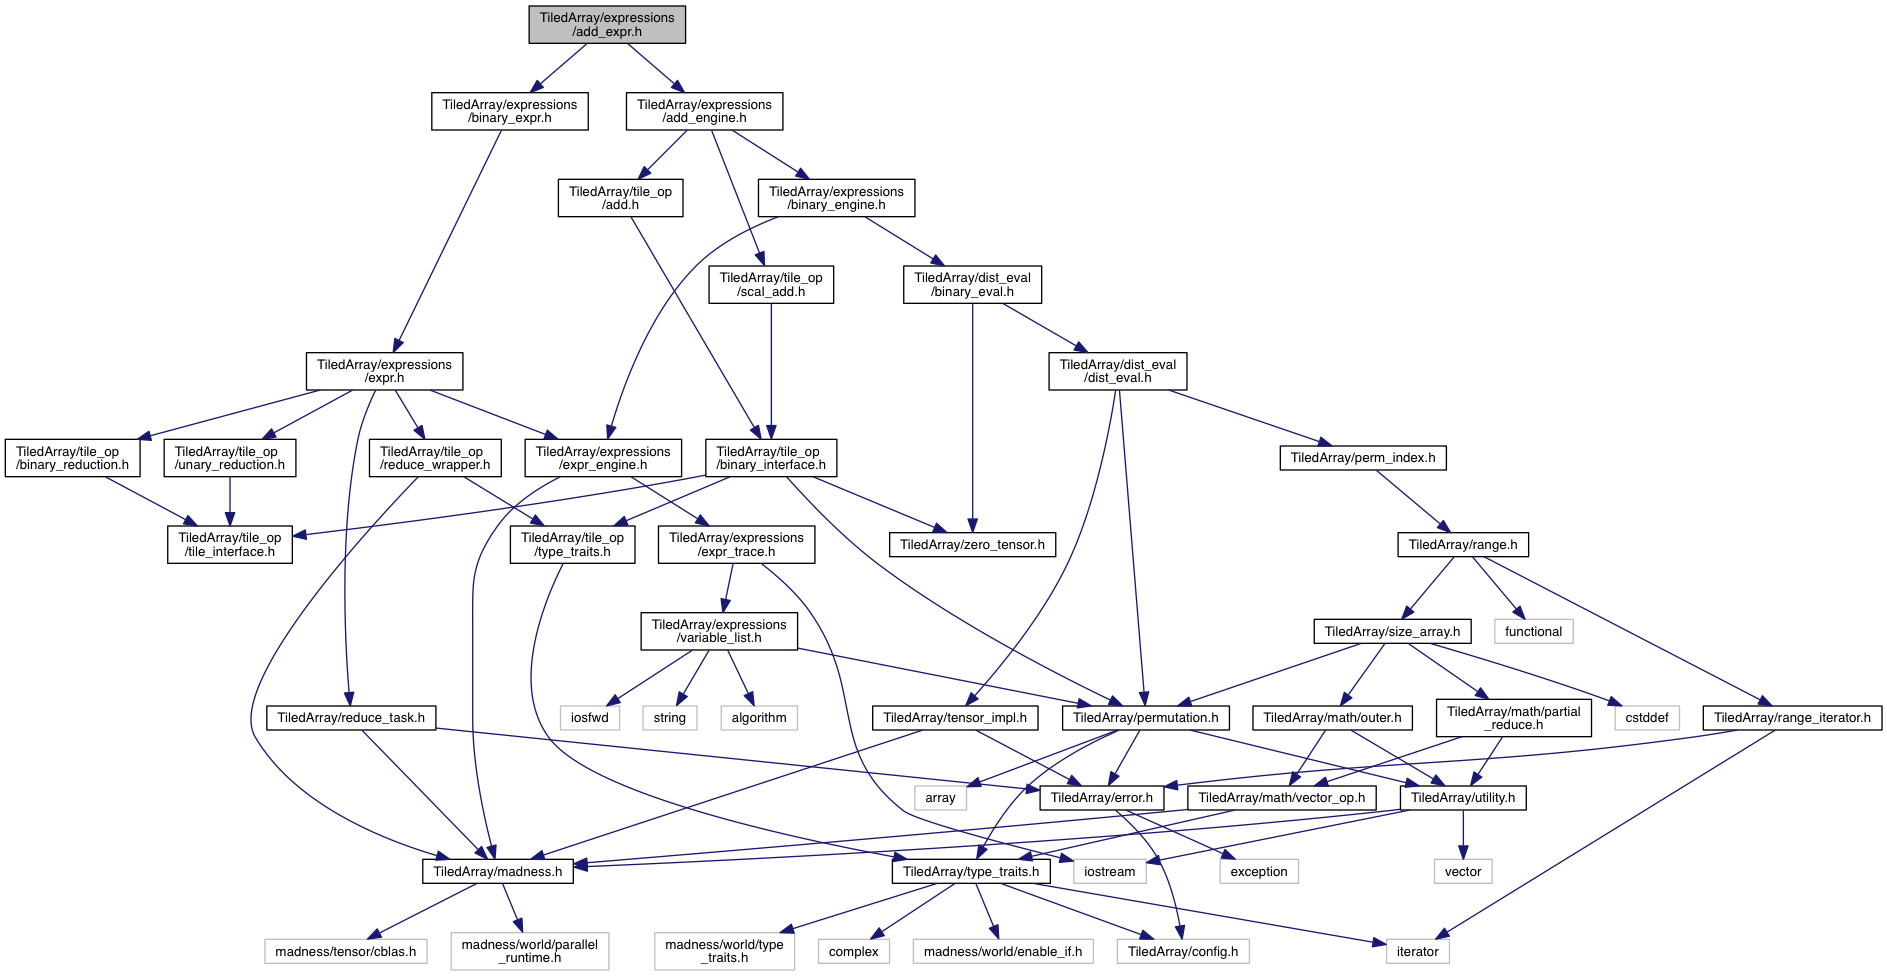 TiledArray/expressions
/add_expr.h
TiledArray/expressions
/binary_expr.h
TiledArray/expressions
/add_engine.h
TiledArray/tile_op
/add.h
TiledArray/expressions
/binary_engine.h
TiledArray/tile_op
/scal_add.h
TiledArray/dist_eval
/binary_eval.h
TiledArray/expressions
/expr.h
TiledArray/dist_eval
/dist_eval.h
TiledArray/tile_op
/binary_reduction.h
TiledArray/tile_op
/unary_reduction.h
TiledArray/tile_op
/reduce_wrapper.h
TiledArray/expressions
/expr_engine.h
TiledArray/tile_op
/binary_interface.h
TiledArray/perm_index.h
TiledArray/tile_op
/tile_interface.h
TiledArray/tile_op
/type_traits.h
TiledArray/expressions
/expr_trace.h
TiledArray/zero_tensor.h
TiledArray/range.h
TiledArray/expressions
/variable_list.h
TiledArray/size_array.h
functional
TiledArray/reduce_task.h
iosfwd
string
algorithm
TiledArray/tensor_impl.h
TiledArray/permutation.h
TiledArray/math/outer.h
TiledArray/math/partial
_reduce.h
cstddef
TiledArray/range_iterator.h
array
TiledArray/error.h
TiledArray/math/vector_op.h
TiledArray/utility.h
TiledArray/madness.h
TiledArray/type_traits.h
iostream
exception
vector
madness/tensor/cblas.h
madness/world/parallel
_runtime.h
madness/world/type
_traits.h
complex
madness/world/enable_if.h
TiledArray/config.h
iterator